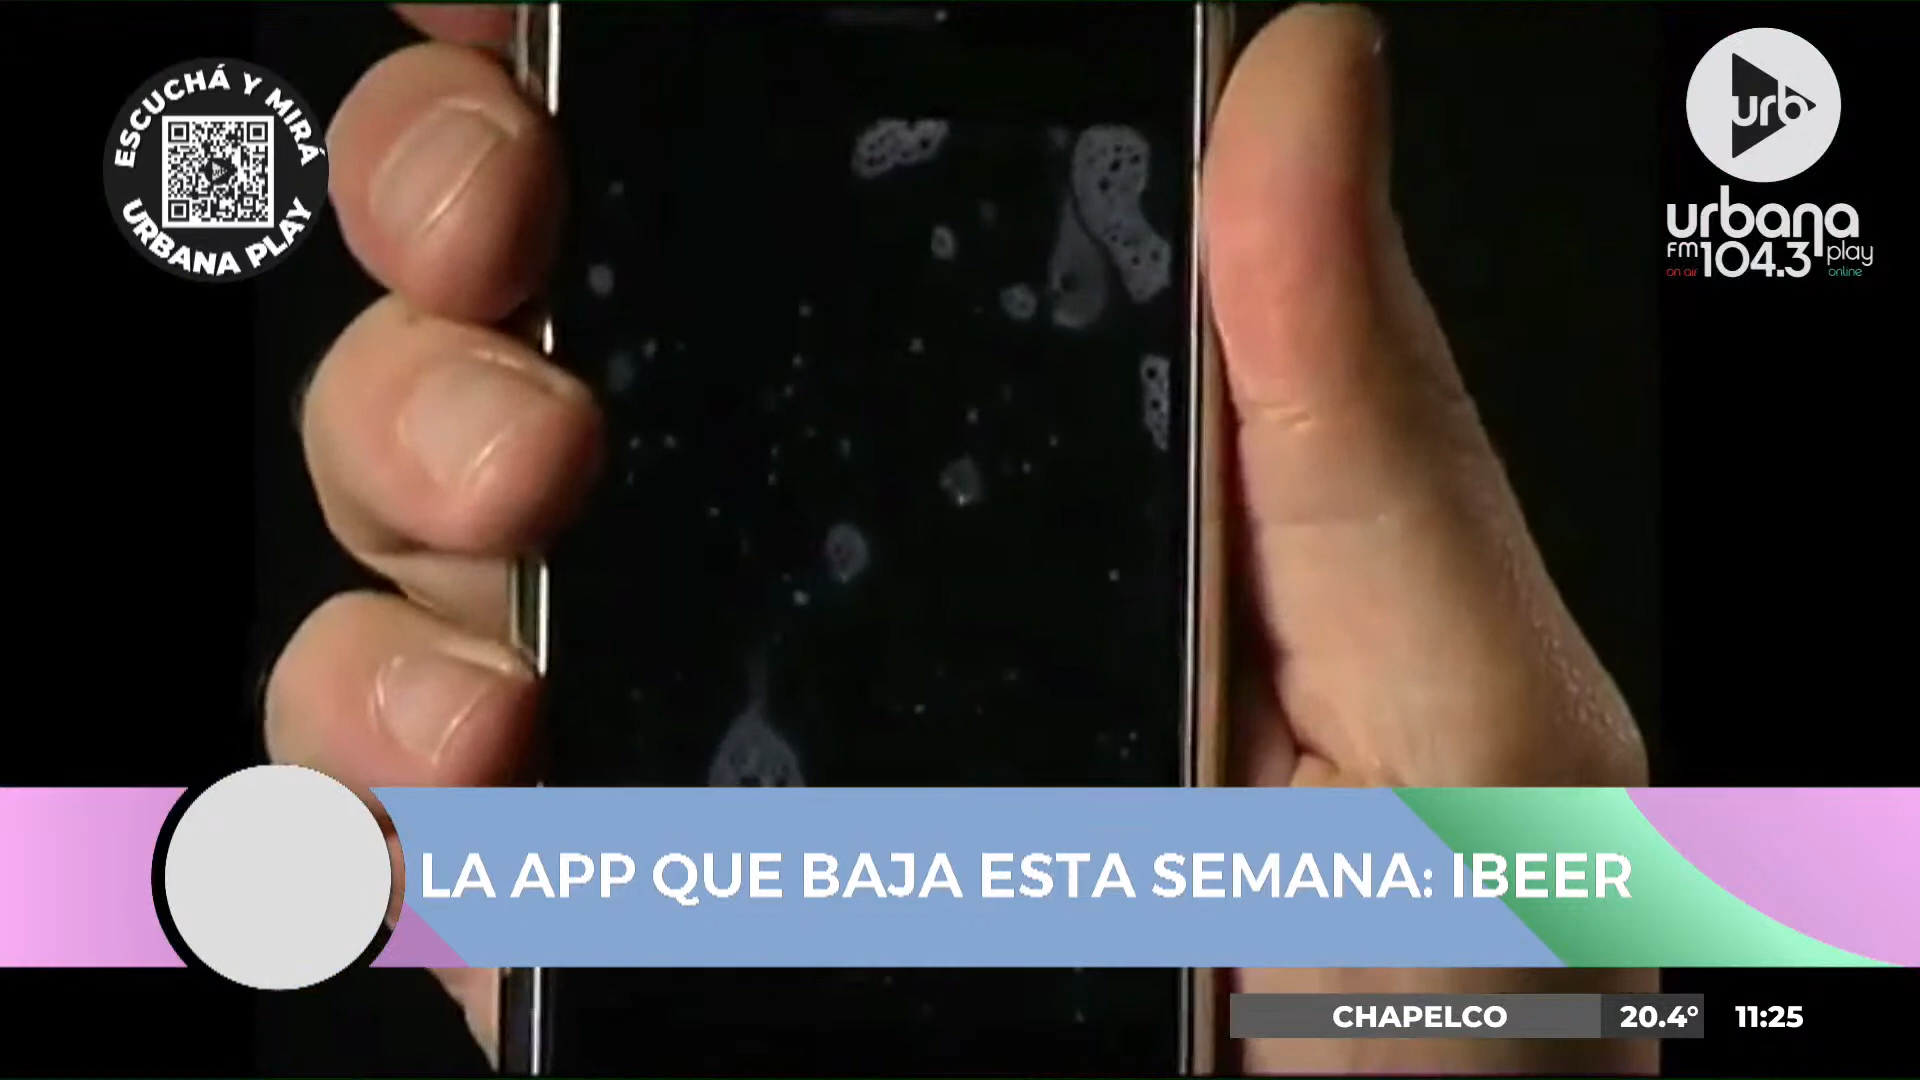 ESCUCHÁ Y MIRÁ
URBANA PLAY
urb
urbana
FM 104.3 play
on air
online
LA APP QUE BAJA ESTA SEMANA: IBEER
CHAPELCO 20.4° 11:25